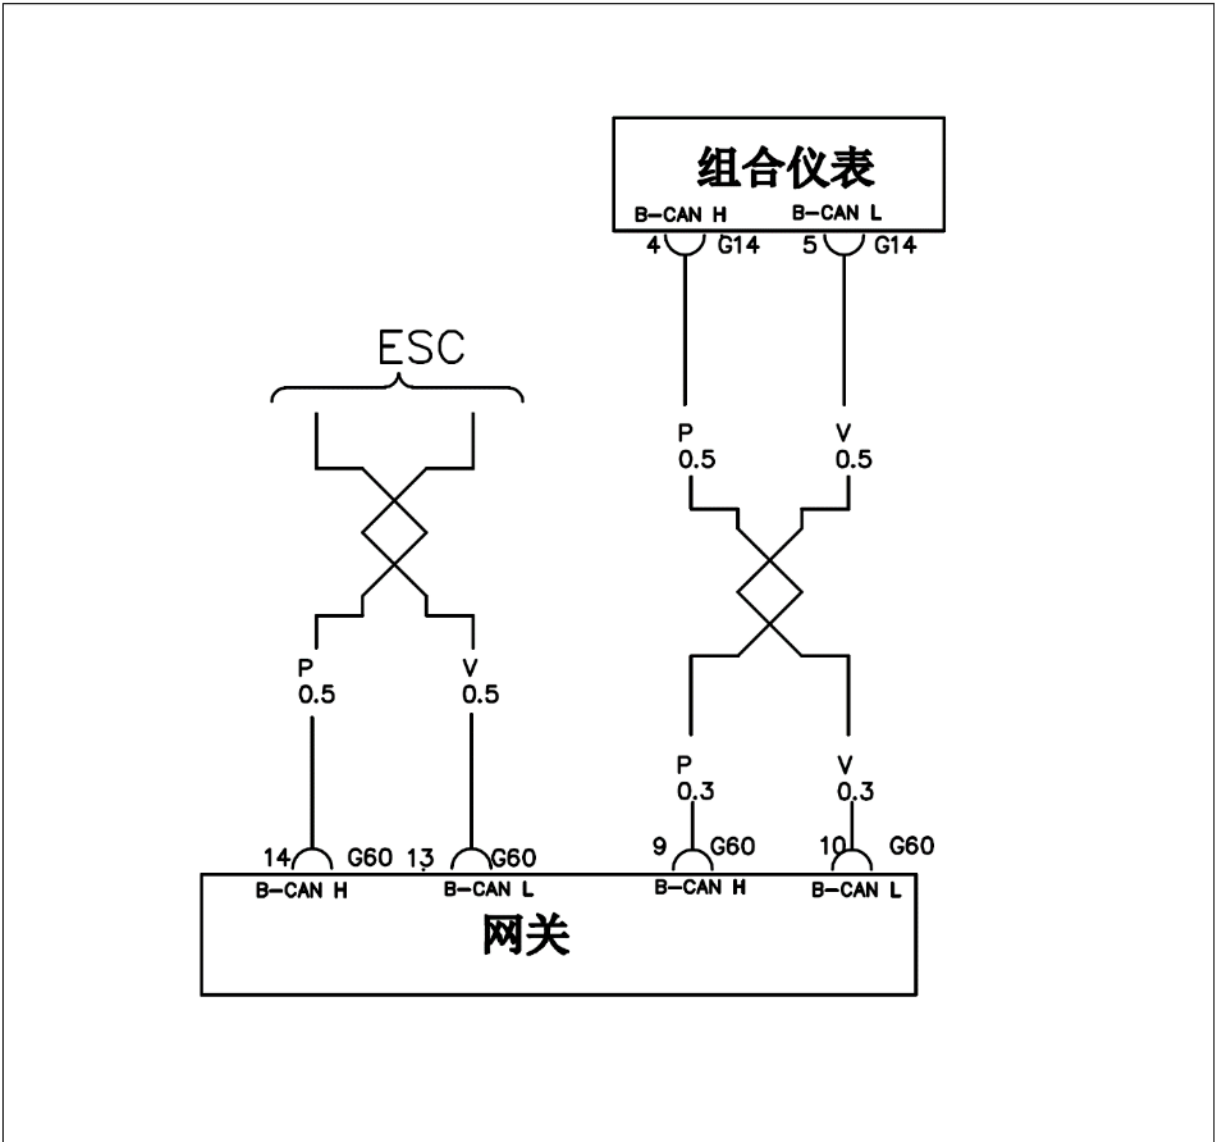 组合仪表
B-CAN H B-CAN L
4 G14 5 G14
ESC
P V
0.5 0.5
P V
0.5 0.5
P V
0.3 0.3
14 G60 13 G60 9 G60 10 G60
B-CAN H B-CAN L B-CAN H B-CAN L
网关